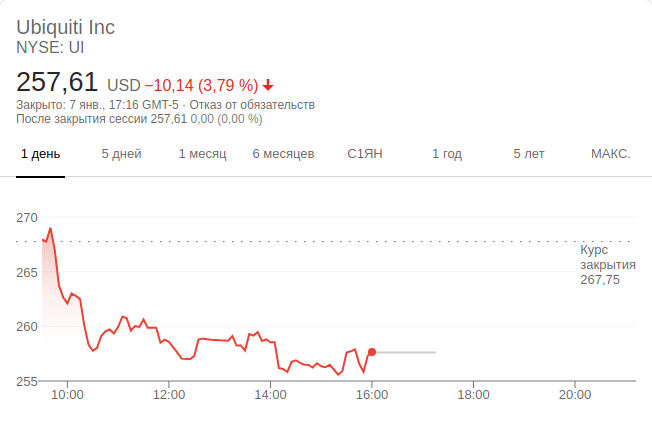 Ubiquiti Inc
NYSE: UI
257,61 USD −10,14 (3,79 %)
Закрыто: 7 янв., 17:16 GMT-5 · Отказ от обязательств
После закрытия сессии 257,61 0,00 (0,00 %)
1 день 5 дней 1 месяц 6 месяцев С1ЯН 1 год 5 лет МАКС.
270
Курс
закрытия
267,75
265
260
255
10:00 12:00 14:00 16:00 18:00 20:00